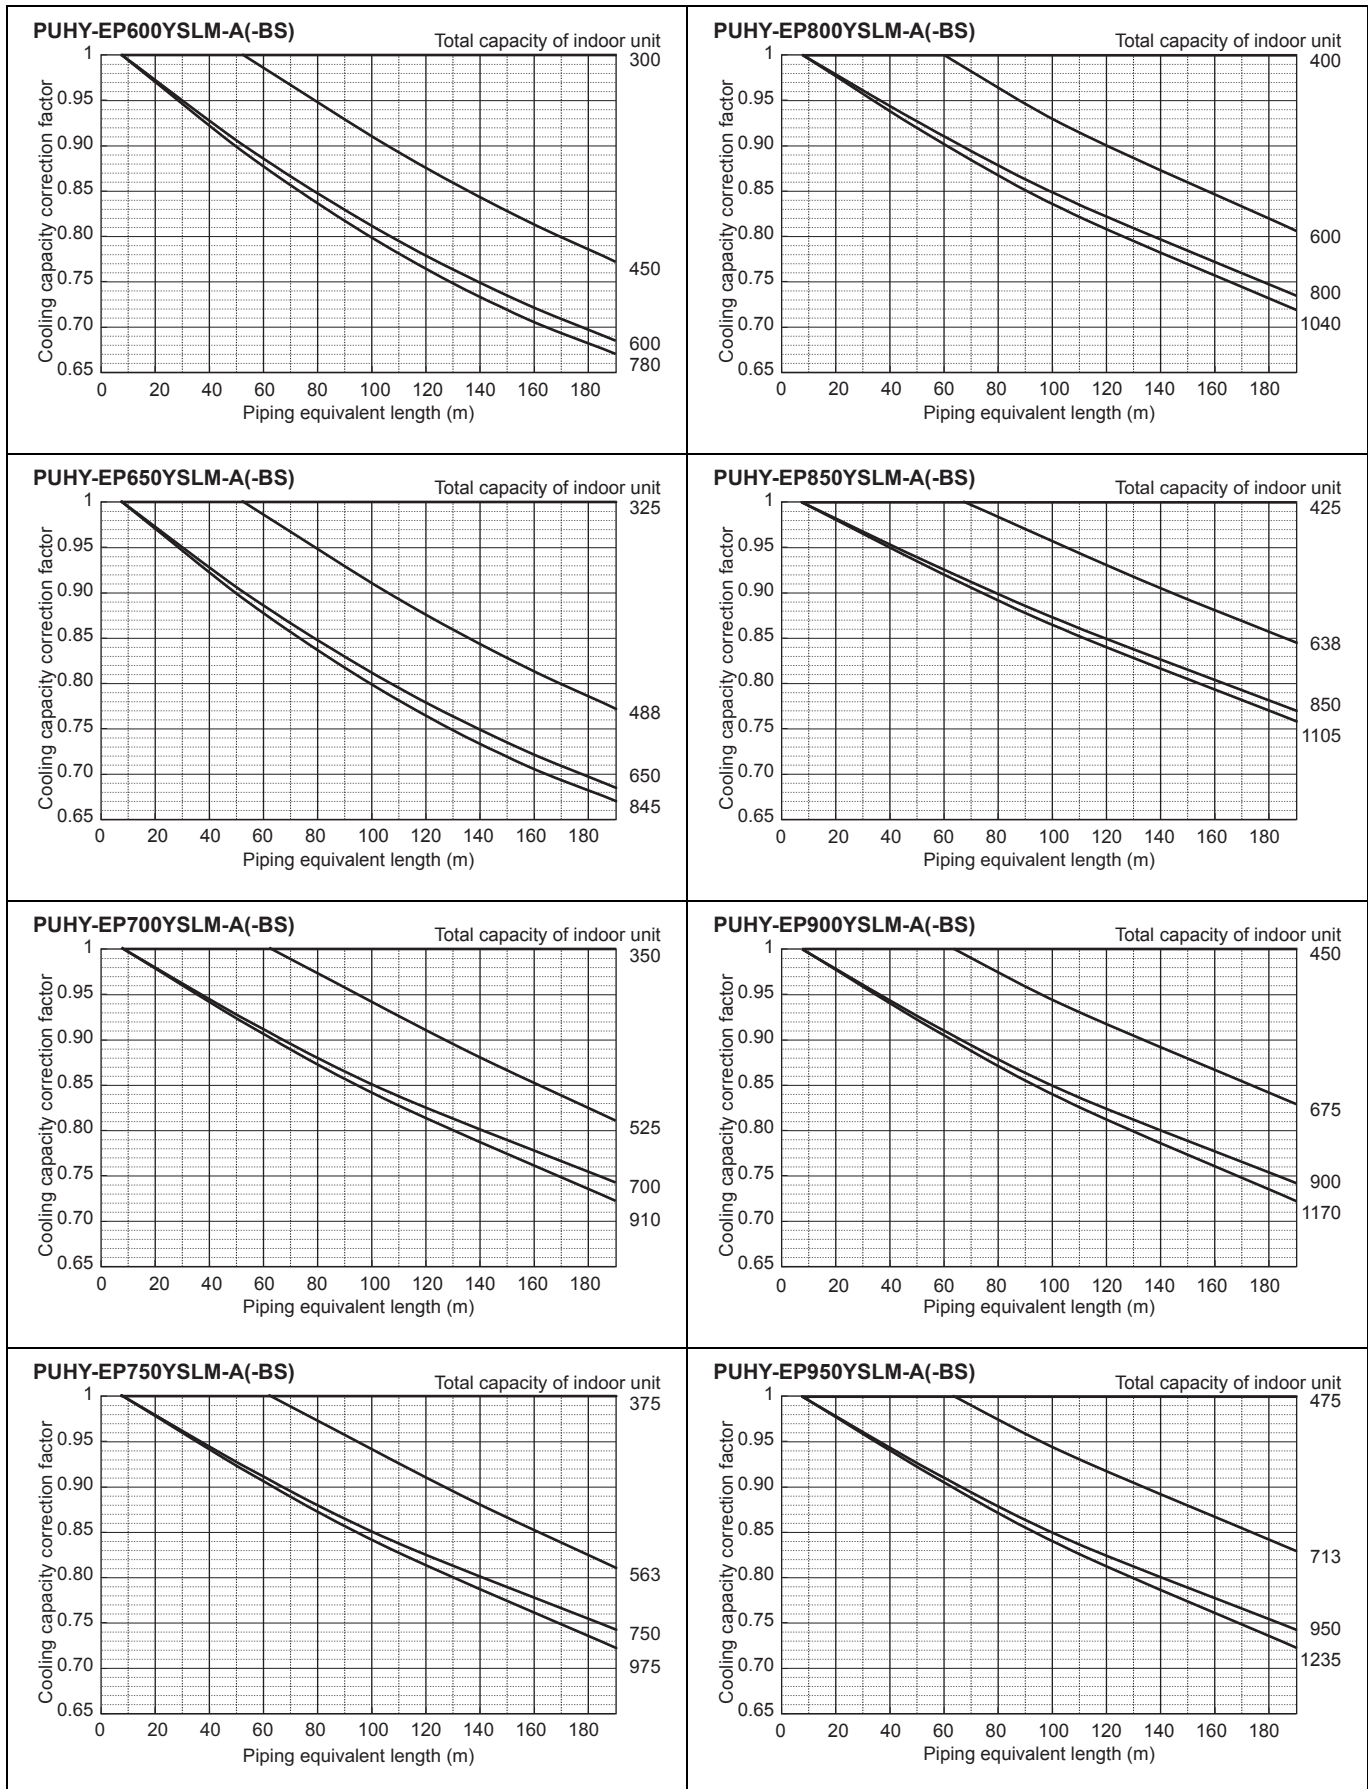 PUHY-EP600YSLM-A(-BS)
Total capacity of indoor unit
Cooling capacity correction factor
1
0.95
0.90
0.85
0.80
0.75
0.70
0.65
300
450
600
780
0 20 40 60 80 100 120 140 160 180
Piping equivalent length (m)
PUHY-EP800YSLM-A(-BS)
Total capacity of indoor unit
Cooling capacity correction factor
1
0.95
0.90
0.85
0.80
0.75
0.70
0.65
400
600
800
1040
0 20 40 60 80 100 120 140 160 180
Piping equivalent length (m)
PUHY-EP650YSLM-A(-BS)
Total capacity of indoor unit
Cooling capacity correction factor
1
0.95
0.90
0.85
0.80
0.75
0.70
0.65
325
488
650
845
0 20 40 60 80 100 120 140 160 180
Piping equivalent length (m)
PUHY-EP850YSLM-A(-BS)
Total capacity of indoor unit
Cooling capacity correction factor
1
0.95
0.90
0.85
0.80
0.75
0.70
0.65
425
638
850
1105
0 20 40 60 80 100 120 140 160 180
Piping equivalent length (m)
PUHY-EP700YSLM-A(-BS)
Total capacity of indoor unit
Cooling capacity correction factor
1
0.95
0.90
0.85
0.80
0.75
0.70
0.65
350
525
700
910
0 20 40 60 80 100 120 140 160 180
Piping equivalent length (m)
PUHY-EP900YSLM-A(-BS)
Total capacity of indoor unit
Cooling capacity correction factor
1
0.95
0.90
0.85
0.80
0.75
0.70
0.65
450
675
900
1170
0 20 40 60 80 100 120 140 160 180
Piping equivalent length (m)
PUHY-EP750YSLM-A(-BS)
Total capacity of indoor unit
Cooling capacity correction factor
1
0.95
0.90
0.85
0.80
0.75
0.70
0.65
375
563
750
975
0 20 40 60 80 100 120 140 160 180
Piping equivalent length (m)
PUHY-EP950YSLM-A(-BS)
Total capacity of indoor unit
Cooling capacity correction factor
1
0.95
0.90
0.85
0.80
0.75
0.70
0.65
475
713
950
1235
0 20 40 60 80 100 120 140 160 180
Piping equivalent length (m)